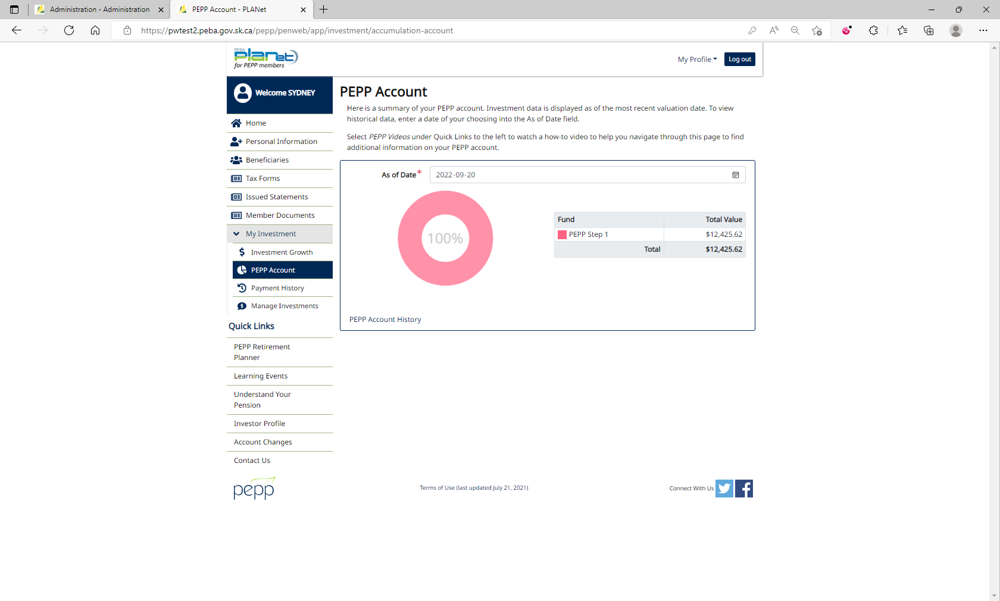 Administration - Administration
PEPP Account - PLANet
https://pwtest2.peba.gov.sk.ca/pepp/penweb/app/investment/accumulation-account
PEBA
planet
for PEPP members
My Profile
Log out
Welcome SYDNEY
Home
Personal Information
Beneficiaries
Tax Forms
Issued Statements
Member Documents
My Investment
Investment Growth
PEPP Account
Payment History
Manage Investments
Quick Links
PEPP Retirement
Planner
Learning Events
Understand Your
Pension
Investor Profile
Account Changes
Contact Us
PEPP Account
Here is a summary of your PEPP account. Investment data is displayed as of the most recent valuation date. To view
historical data, enter a date of your choosing into the As of Date field.
Select PEPP Videos under Quick Links to the left to watch a how-to video to help you navigate through this page to find
additional information on your PEPP account.
As of Date* 2022-09-20
100%
Fund Total Value
PEPP Step 1 $12,425.62
Total $12,425.62
PEPP Account History
pepp
Terms of Use (last updated July 21, 2021)
Connect With Us